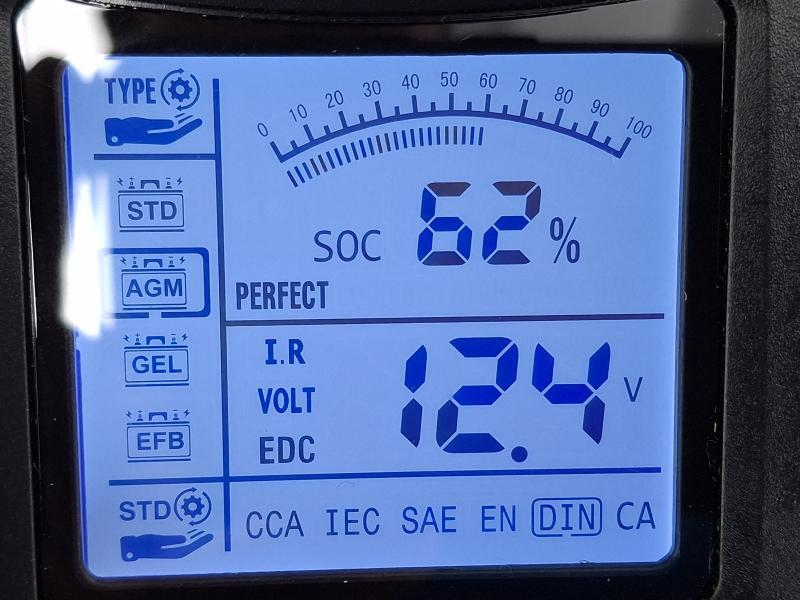 TYPE
0 10 20 30 40 50 60 70 80 90 100
STD
SOC 62%
AGM
PERFECT
I.R
GEL
VOLT 12.4 V
EFB
EDC
STD
CCA IEC SAE EN DIN CA